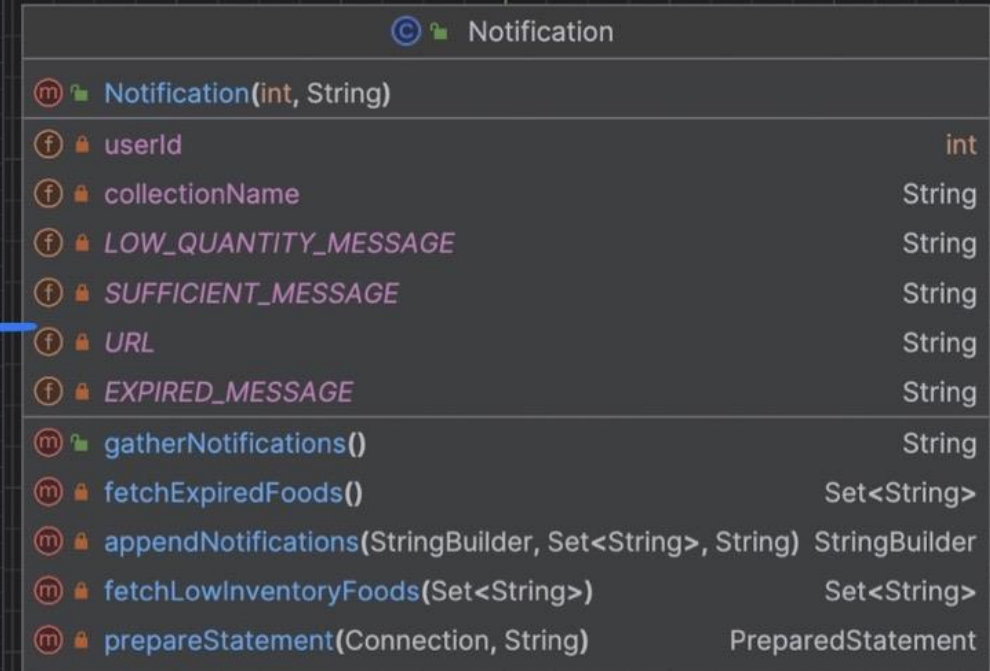 C Notification
m Notification(int, String)
f userId int
f collectionName String
f LOW_QUANTITY_MESSAGE String
f SUFFICIENT_MESSAGE String
f URL String
f EXPIRED_MESSAGE String
m gatherNotifications() String
m fetchExpiredFoods() Set<String>
m appendNotifications(StringBuilder, Set<String>, String) StringBuilder
m fetchLowInventoryFoods(Set<String>) Set<String>
m prepareStatement(Connection, String) PreparedStatement